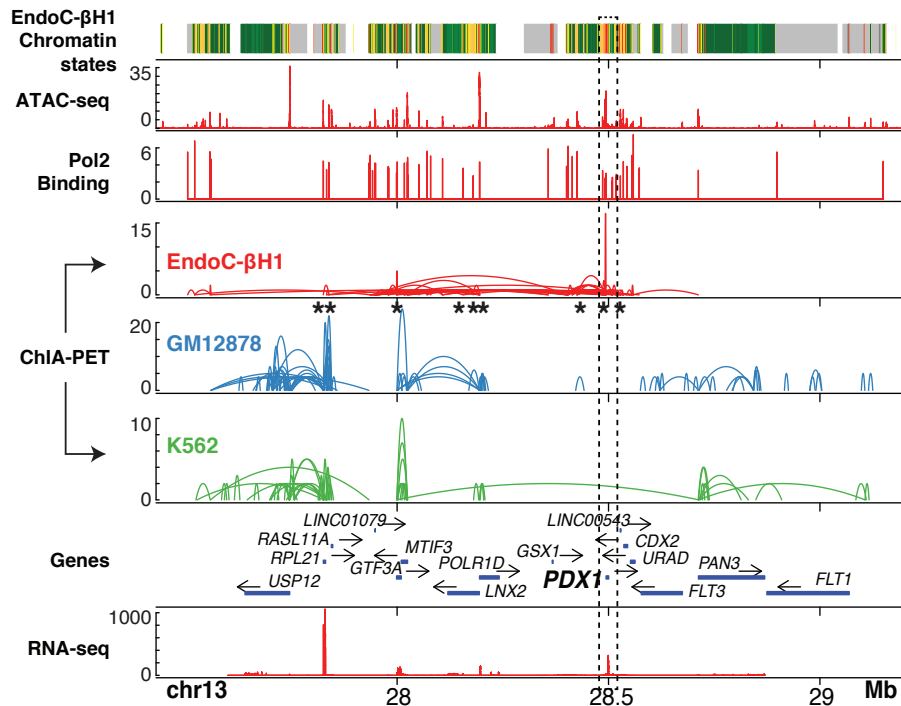 EndoC-βH1
Chromatin
states
35
ATAC-seq
0
6
Pol2
Binding
0
15
EndoC-βH1
0
** * *** * * *
20
GM12878
ChIA-PET
0
10
K562
0
LINC01079 LINC00543
RASL11A CDX2
RPL21 MTIF3 GSX1 URAD PAN3
Genes
GTF3A POLR1D
USP12 LNX2 PDX1 FLT3 FLT1
1000
RNA-seq
0
chr13 28 28.5 29 Mb